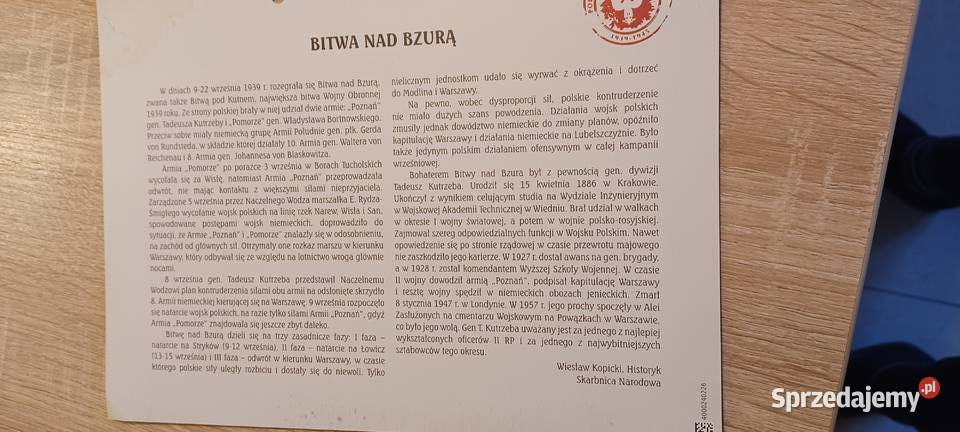 BITWA NAD BZURĄ
W dniach 9-22 września 1939 r. rozegrała się Bitwa nad Bzurą,
zwana także Bitwą pod Kutnem, największa bitwa Wojny Obronnej
1939 roku. Ze strony polskiej brały w niej udział dwie armie: „Poznań”
gen. Tadeusza Kutrzeby i „Pomorze” gen. Władysława Bortnowskiego.
Przeciw sobie miały niemiecką grupę Armii Południe gen. płk. Gerda
von Rundsteda, w składzie której działały 10. Armia gen. Waltera von
Reichenau i 8. Armia gen. Johannesa von Blaskowitza.
Armia „Pomorze” po porażce 3 września w Borach Tucholskich
wycofała się za Wisłę, natomiast Armia „Poznań” przeprowadzała
odwrót, nie mając kontaktu z większymi siłami nieprzyjaciela.
Zarządzone 5 września przez Naczelnego Wodza marszałka E. Rydza-
Śmigłego wycofanie wojsk polskich na linię rzek Narew, Wisła i San,
spowodowane postępami wojsk niemieckich, doprowadziło do
sytuacji, że Armie „Poznań” i „Pomorze” znalazły się w odosobnieniu,
na zachód od głównych sił. Otrzymały one rozkaz marszu w kierunku
Warszawy, który odbywał się ze względu na lotnictwo wroga głównie
nocami.
8 września gen. Tadeusz Kutrzeba przedstawił Naczelnemu
Wodzowi plan kontruderzenia siłami obu armii na odsłonięte skrzydło
8. Armii niemieckiej kierującej się na Warszawę. 9 września rozpoczęło
się natarcie wojsk polskich, na razie tylko siłami Armii „Poznań”, gdyż
Armia „Pomorze” znajdowała się jeszcze zbyt daleko.
Bitwę nad Bzurą dzieli się na trzy zasadnicze fazy: I faza –
natarcie na Stryków (9-12 września), II faza – natarcie na Łowicz
(13-15 września) i III faza – odwrót w kierunku Warszawy, w czasie
którego polskie siły uległy rozbiciu i dostały się do niewoli. Tylko
nielicznym jednostkom udało się wyrwać z okrążenia i dotrzeć
do Modlina i Warszawy.
Na pewno, wobec dysproporcji sił, polskie kontruderzenie
nie miało dużych szans powodzenia. Działania wojsk polskich
zmusiły jednak dowództwo niemieckie do zmiany planów, opóźniło
kapitulację Warszawy i działania niemieckie na Lubelszczyźnie. Było
także jedynym polskim działaniem ofensywnym w całej kampanii
wrześniowej.
Bohaterem Bitwy nad Bzurą był z pewnością gen. dywizji
Tadeusz Kutrzeba. Urodził się 15 kwietnia 1886 w Krakowie.
Ukończył z wynikiem celującym studia na Wydziale Inżynieryjnym
w Wojskowej Akademii Technicznej w Wiedniu. Brał udział w walkach
w okresie I wojny światowej, a potem w wojnie polsko-rosyjskiej.
Zajmował szereg odpowiedzialnych funkcji w Wojsku Polskim. Nawet
opowiedzenie się po stronie rządowej w czasie przewrotu majowego
nie zaszkodziło jego karierze. W 1927 r. dostał awans na gen. brygady,
a w 1928 r. został komendantem Wyższej Szkoły Wojennej. W czasie
II wojny dowodził armią „Poznań”, podpisał kapitulację Warszawy
i resztę wojny spędził w niemieckich obozach jenieckich. Zmarł
8 stycznia 1947 r. w Londynie. W 1957 r. jego prochy spoczęły w Alei
Zasłużonych na cmentarzu Wojskowym na Powązkach w Warszawie,
co było jego wolą. Gen T. Kutrzeba uważany jest za jednego z najlepiej
wykształconych oficerów II RP i za jednego z najwybitniejszych
sztabowców tego okresu.
Wiesław Kopicki, Historyk
Skarbnica Narodowa
1939-1945
4000240226
Sprzedajemy.pl